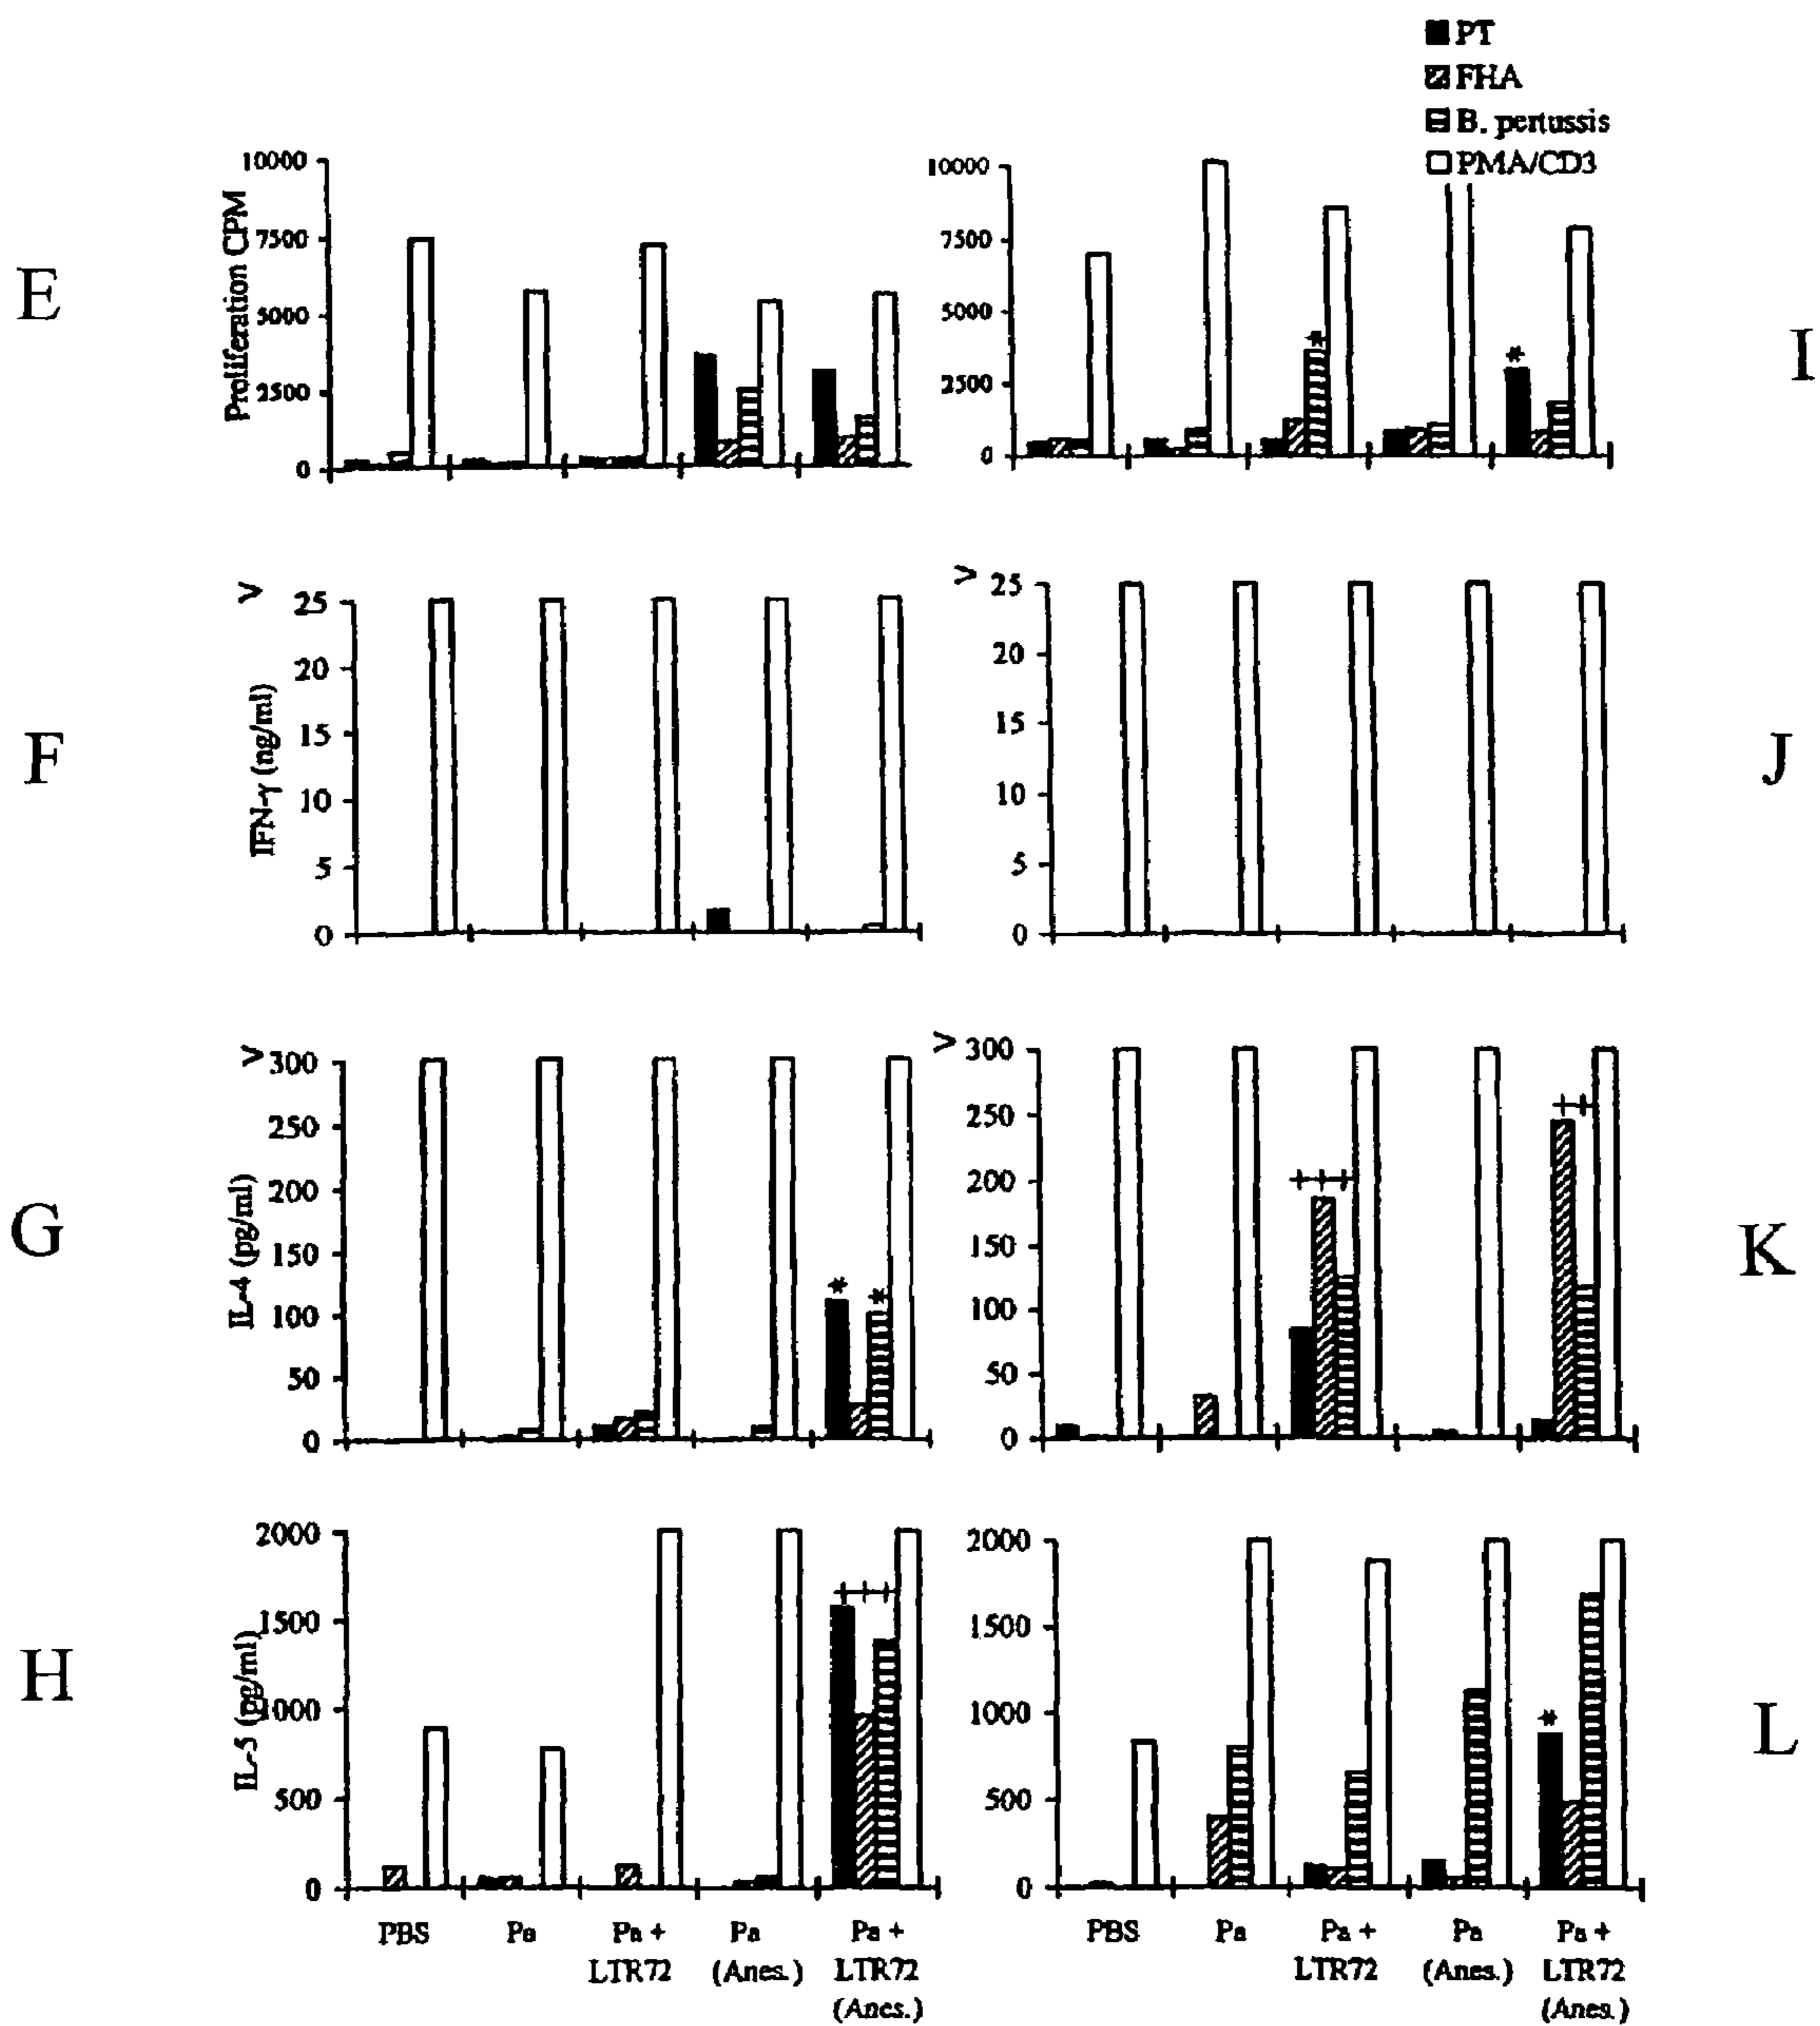 PT
FHA
B. pertussis
PMA/CD3
E
Proliferation CPM
10000
7500
5000
2500
0
10000
7500
5000
2500
0
*
*
I
F
IFN-γ (ng/ml)
>
25
20
15
10
5
0
>
25
20
15
10
5
0
J
G
IL-4 (pg/ml)
>
300
250
200
150
100
50
0
*
*
>
300
250
200
150
100
50
0
K
H
IL-5 (pg/ml)
2000
1500
1000
500
0
2000
1500
1000
500
0
*
L
PBS Pa Pa + Pa Pa +
LTR72 (Anes.) LTR72
(Anes.)
PBS Pa Pa + Pa Pa +
LTR72 (Anes.) LTR72
(Anes.)